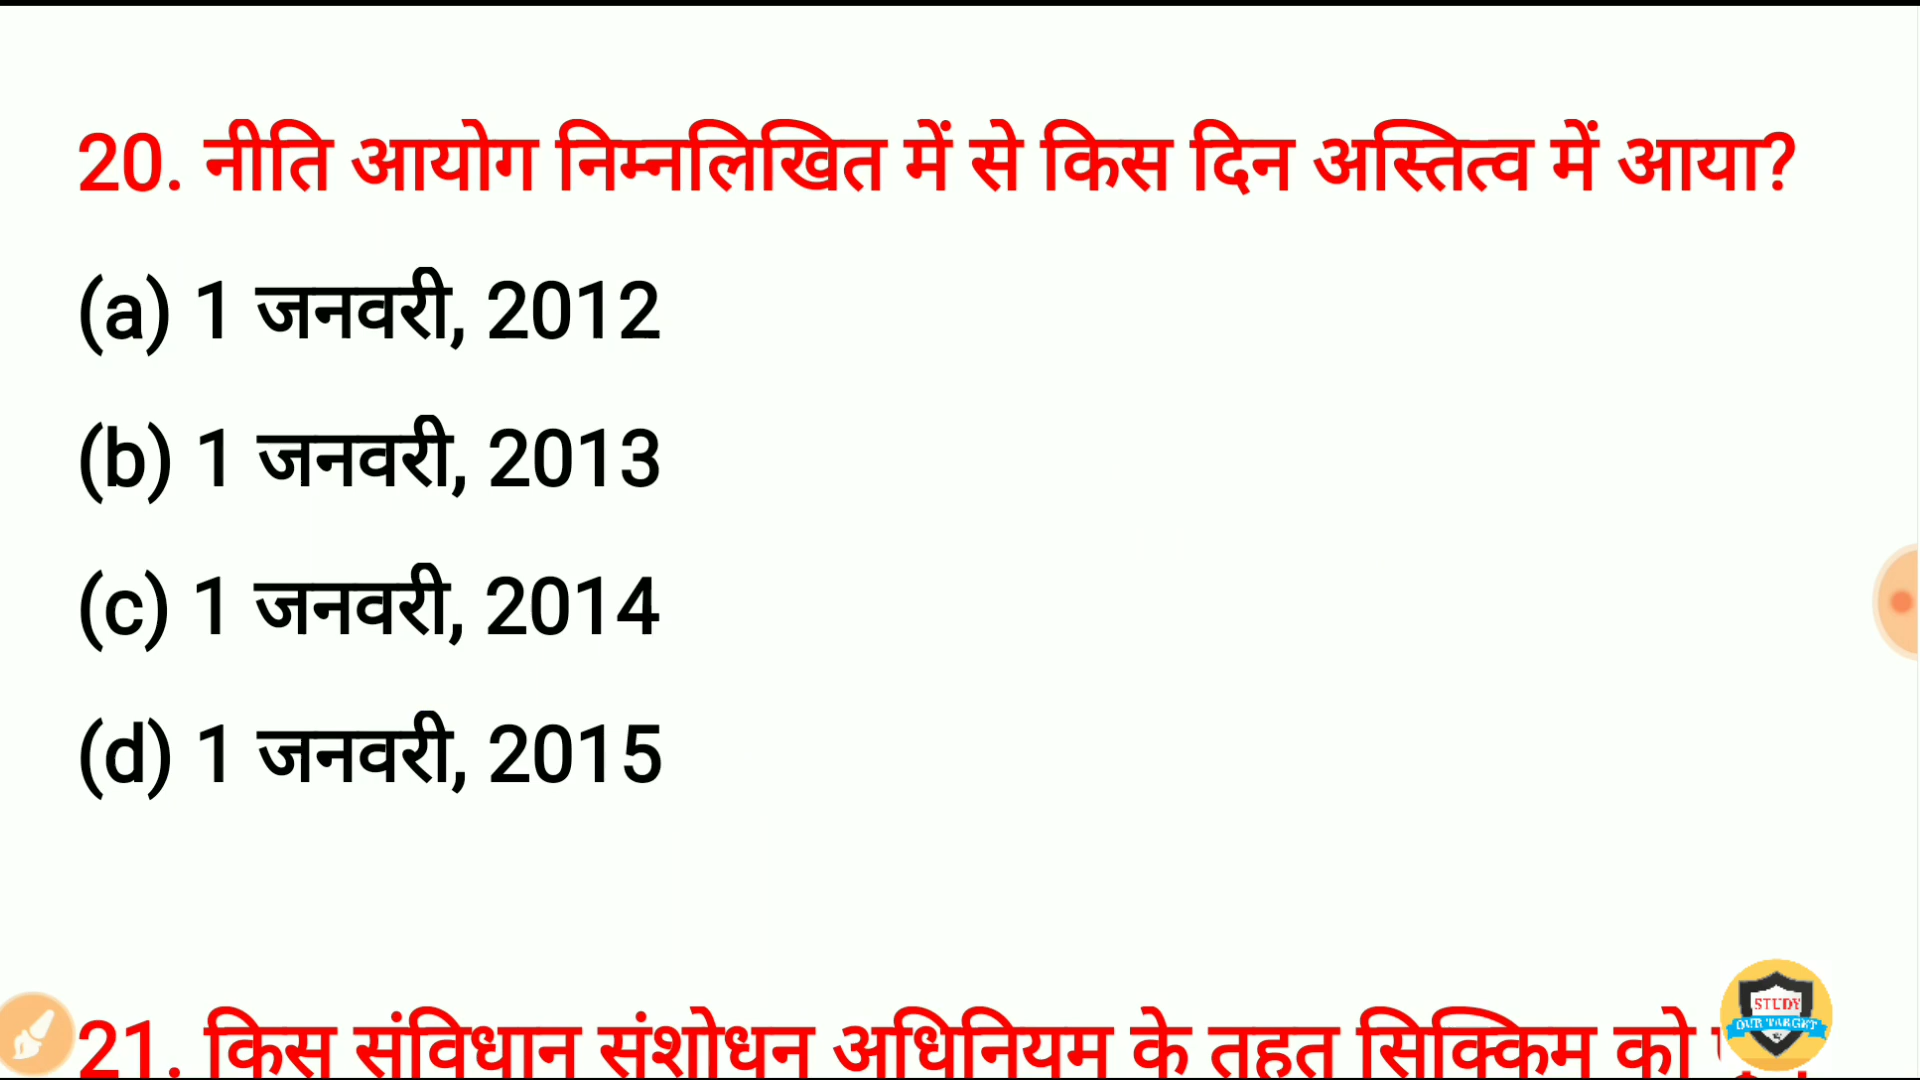 20. नीति आयोग निम्नलिखित में से किस दिन अस्तित्व में आया?
(a) 1 जनवरी, 2012
(b) 1 जनवरी, 2013
(c) 1 जनवरी, 2014
(d) 1 जनवरी, 2015
21. किस संविधान संशोधन अधिनियम के तहत सिक्किम को
STUDY
OUR TARGET